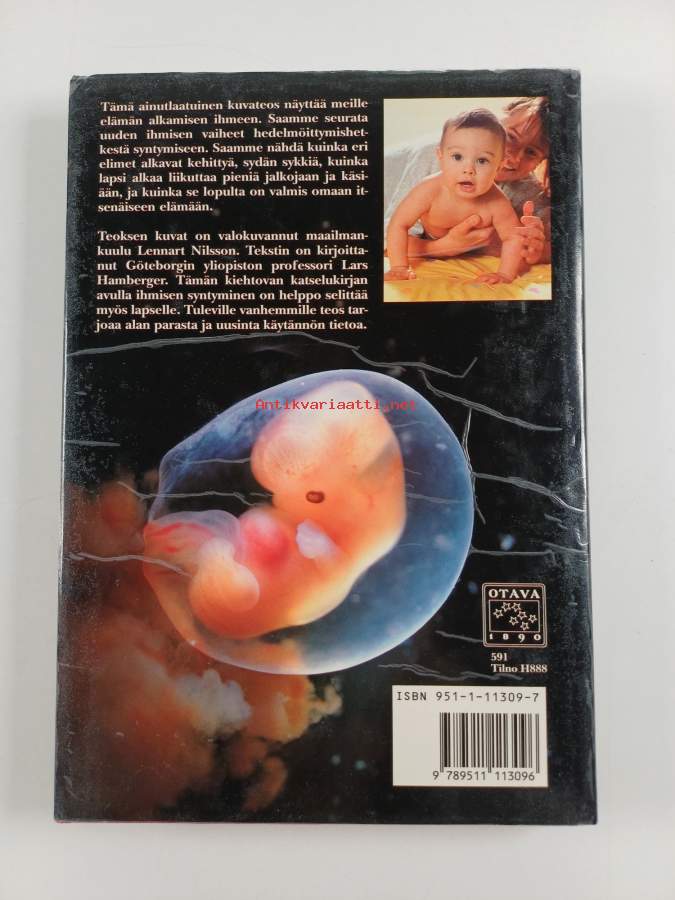 Tämä ainutlaatuinen kuvateos näyttää meille
elämän alkamisen ihmeen. Saamme seurata
uuden ihmisen vaiheet hedelmöittymishet-
kestä syntymiseen. Saamme nähdä kuinka eri
elimet alkavat kehittyä, sydän sykkiä, kuinka
lapsi alkaa liikuttaa pieniä jalkojaan ja käsi-
ään, ja kuinka se lopulta on valmis omaan it-
senäiseen elämään.
Teoksen kuvat on valokuvannut maailman-
kuulu Lennart Nilsson. Tekstin on kirjoitta-
nut Göteborgin yliopiston professori Lars
Hamberger. Tämän kiehtovan katselukirjan
avulla ihmisen syntyminen on helppo selittää
myös lapselle. Tuleville vanhemmille teos tar-
joaa alan parasta ja uusinta käytännön tietoa.
Antikvariaatti.net
OTAVA
1890
591
Tilno H888
ISBN 951-1-11309-7
9 789511 113096